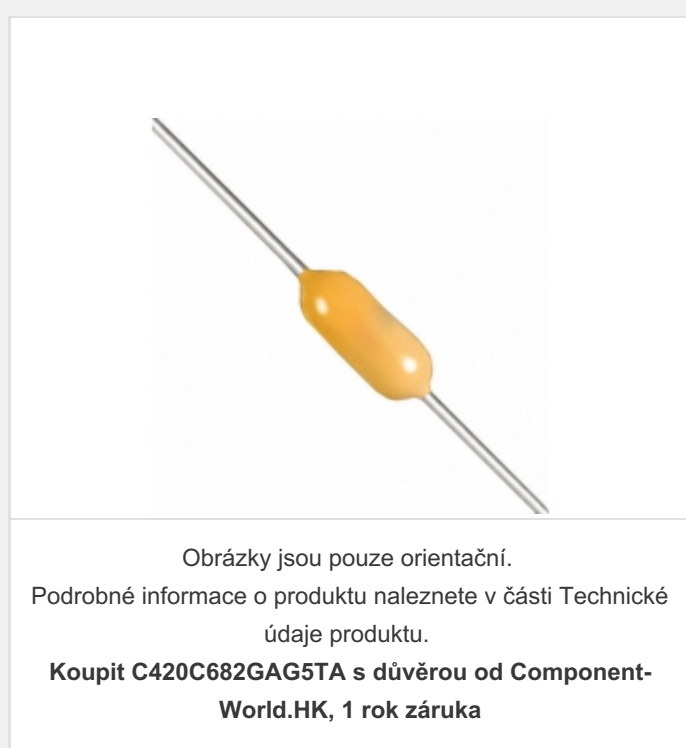 Obrázky jsou pouze orientační.
Podrobné informace o produktu naleznete v části Technické
údaje produktu.
Koupit C420C682GAG5TA s důvěrou od Component-
World.HK, 1 rok záruka